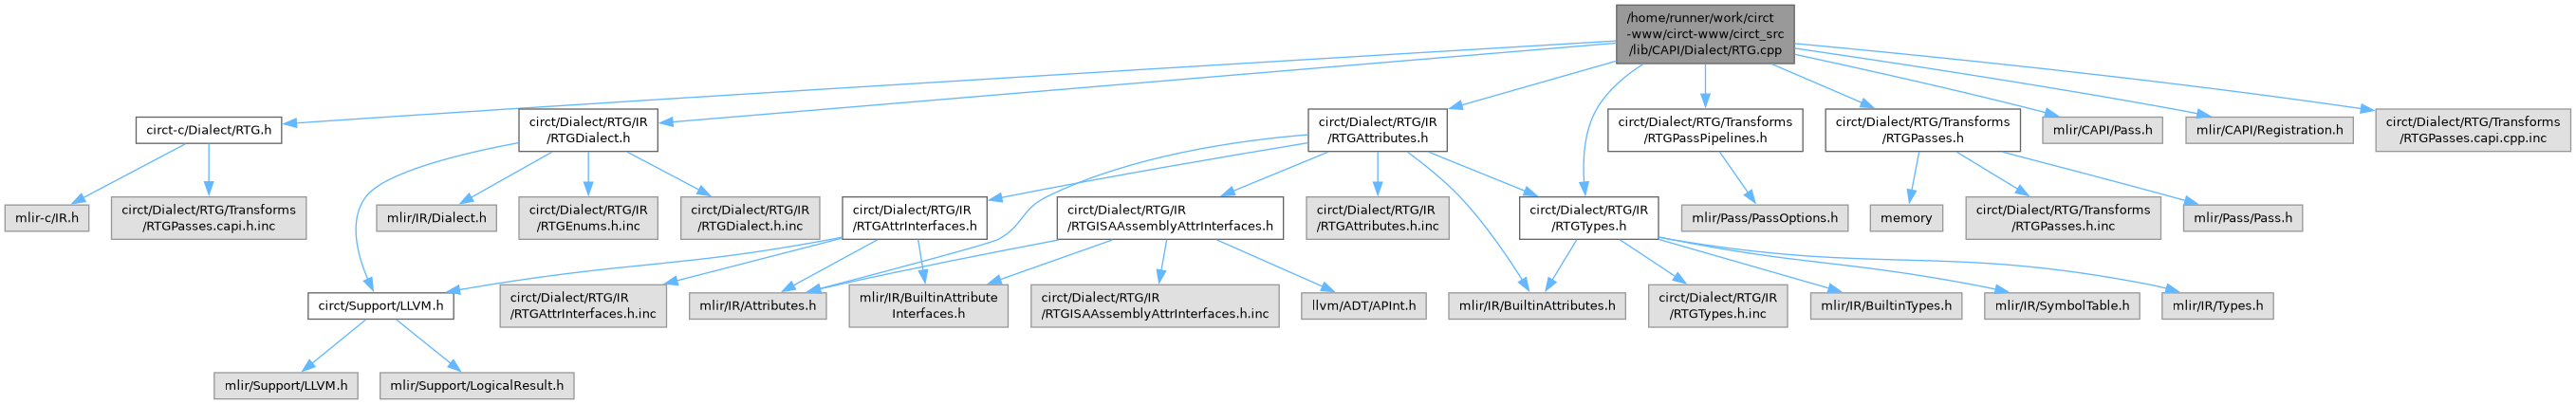 /home/runner/work/circt
-www/circt-www/circt_src
/lib/CAPI/Dialect/RTG.cpp
circt-c/Dialect/RTG.h
circt/Dialect/RTG/IR
/RTGDialect.h
circt/Dialect/RTG/IR
/RTGAttributes.h
circt/Dialect/RTG/Transforms
/RTGPassPipelines.h
circt/Dialect/RTG/Transforms
/RTGPasses.h
mlir/CAPI/Pass.h
mlir/CAPI/Registration.h
circt/Dialect/RTG/Transforms
/RTGPasses.capi.cpp.inc
mlir-c/IR.h
circt/Dialect/RTG/Transforms
/RTGPasses.capi.h.inc
mlir/IR/Dialect.h
circt/Dialect/RTG/IR
/RTGEnums.h.inc
circt/Dialect/RTG/IR
/RTGDialect.h.inc
circt/Dialect/RTG/IR
/RTGAttrInterfaces.h
circt/Dialect/RTG/IR
/RTGISAAssemblyAttrInterfaces.h
circt/Dialect/RTG/IR
/RTGAttributes.h.inc
circt/Dialect/RTG/IR
/RTGTypes.h
mlir/Pass/PassOptions.h
memory
circt/Dialect/RTG/Transforms
/RTGPasses.h.inc
mlir/Pass/Pass.h
circt/Support/LLVM.h
circt/Dialect/RTG/IR
/RTGAttrInterfaces.h.inc
mlir/IR/Attributes.h
mlir/IR/BuiltinAttribute
Interfaces.h
circt/Dialect/RTG/IR
/RTGISAAssemblyAttrInterfaces.h.inc
llvm/ADT/APInt.h
mlir/IR/BuiltinAttributes.h
circt/Dialect/RTG/IR
/RTGTypes.h.inc
mlir/IR/BuiltinTypes.h
mlir/IR/SymbolTable.h
mlir/IR/Types.h
mlir/Support/LLVM.h
mlir/Support/LogicalResult.h